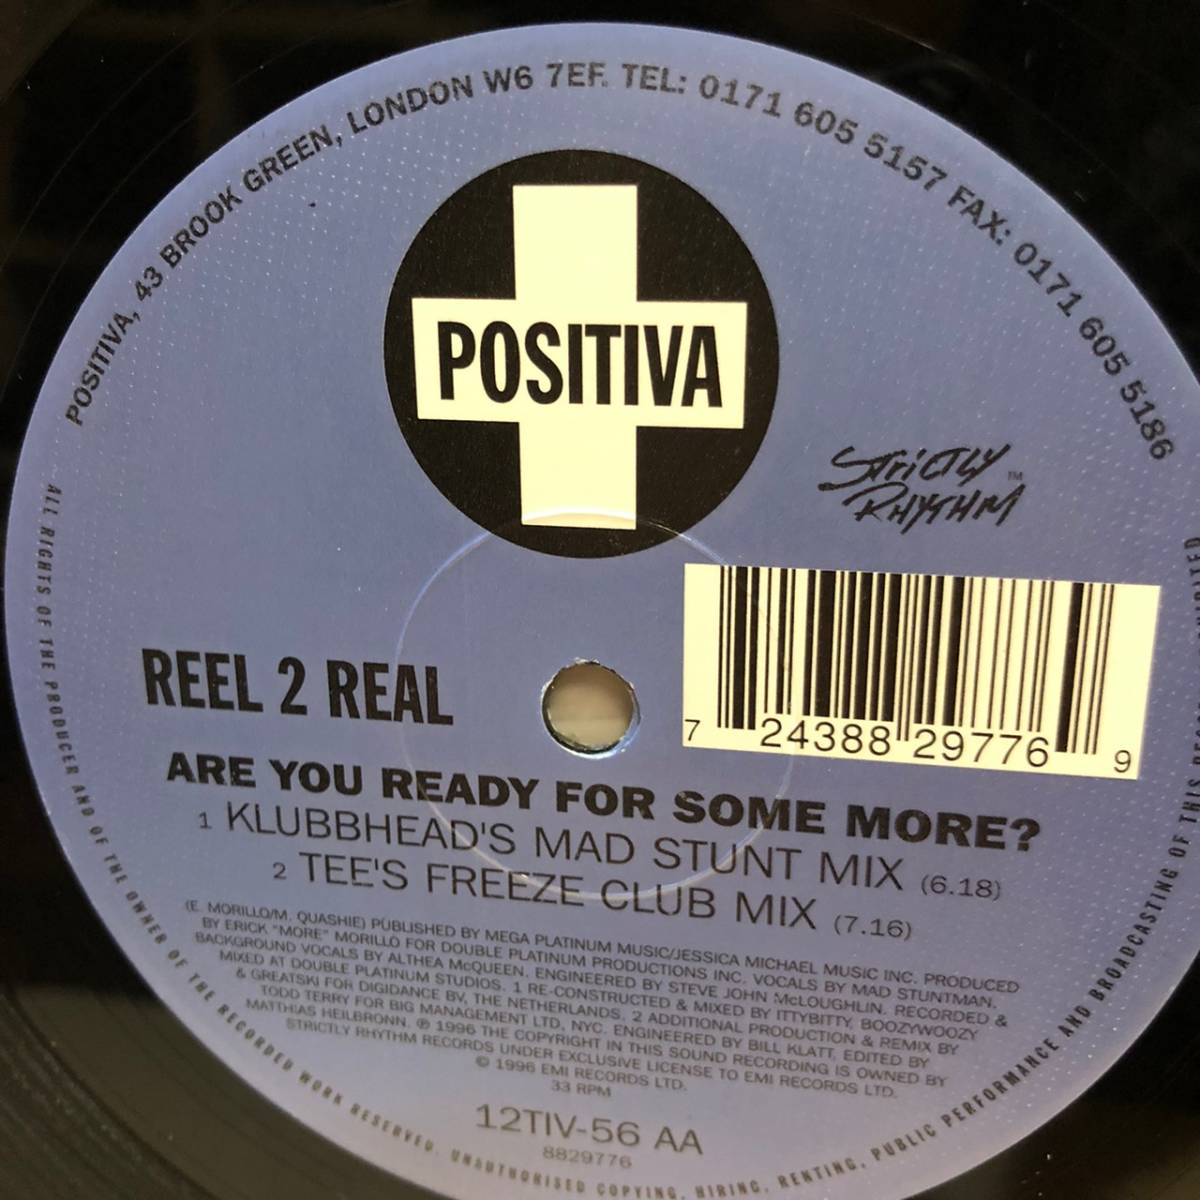 POSITIVA, 43 BROOK GREEN, LONDON W6 7EF. TEL: 0171 605 5157 FAX: 0171 605 5186
POSITIVA
STRICTLY
RHYTHM ™
7 24388 29776 9
REEL 2 REAL
ARE YOU READY FOR SOME MORE?
1 KLUBBHEAD'S MAD STUNT MIX (6.18)
2 TEE'S FREEZE CLUB MIX (7.16)
(E. MORILLO/M. QUASHIE) PUBLISHED BY MEGA PLATINUM MUSIC/JESSICA MICHAEL MUSIC INC. PRODUCED
BY ERICK "MORE" MORILLO FOR DOUBLE PLATINUM PRODUCTIONS INC. VOCALS BY MAD STUNTMAN.
BACKGROUND VOCALS BY ALTHEA McQUEEN. ENGINEERED BY STEVE JOHN McLOUGHLIN. RECORDED &
MIXED AT DOUBLE PLATINUM STUDIOS. 1 RE-CONSTRUCTED & MIXED BY ITTYBITTY, BOOZYWOOZY
& GREATSKI FOR DIGIDANCE BV, THE NETHERLANDS. 2 ADDITIONAL PRODUCTION & REMIX BY
TODD TERRY FOR BIG MANAGEMENT LTD, NYC. ENGINEERED BY BILL KLATT, EDITED BY
MATTHIAS HEILBRONN. ℗ 1996 THE COPYRIGHT IN THIS SOUND RECORDING IS OWNED BY
STRICTLY RHYTHM RECORDS UNDER EXCLUSIVE LICENSE TO EMI RECORDS LTD.
© 1996 EMI RECORDS LTD.
33 RPM
12TIV-56 AA
8829776
ALL RIGHTS OF THE PRODUCER AND OF THE OWNER OF THE RECORDED WORK RESERVED. UNAUTHORISED COPYING, HIRING, RENTING, PUBLIC PERFORMANCE AND BROADCASTING OF THIS